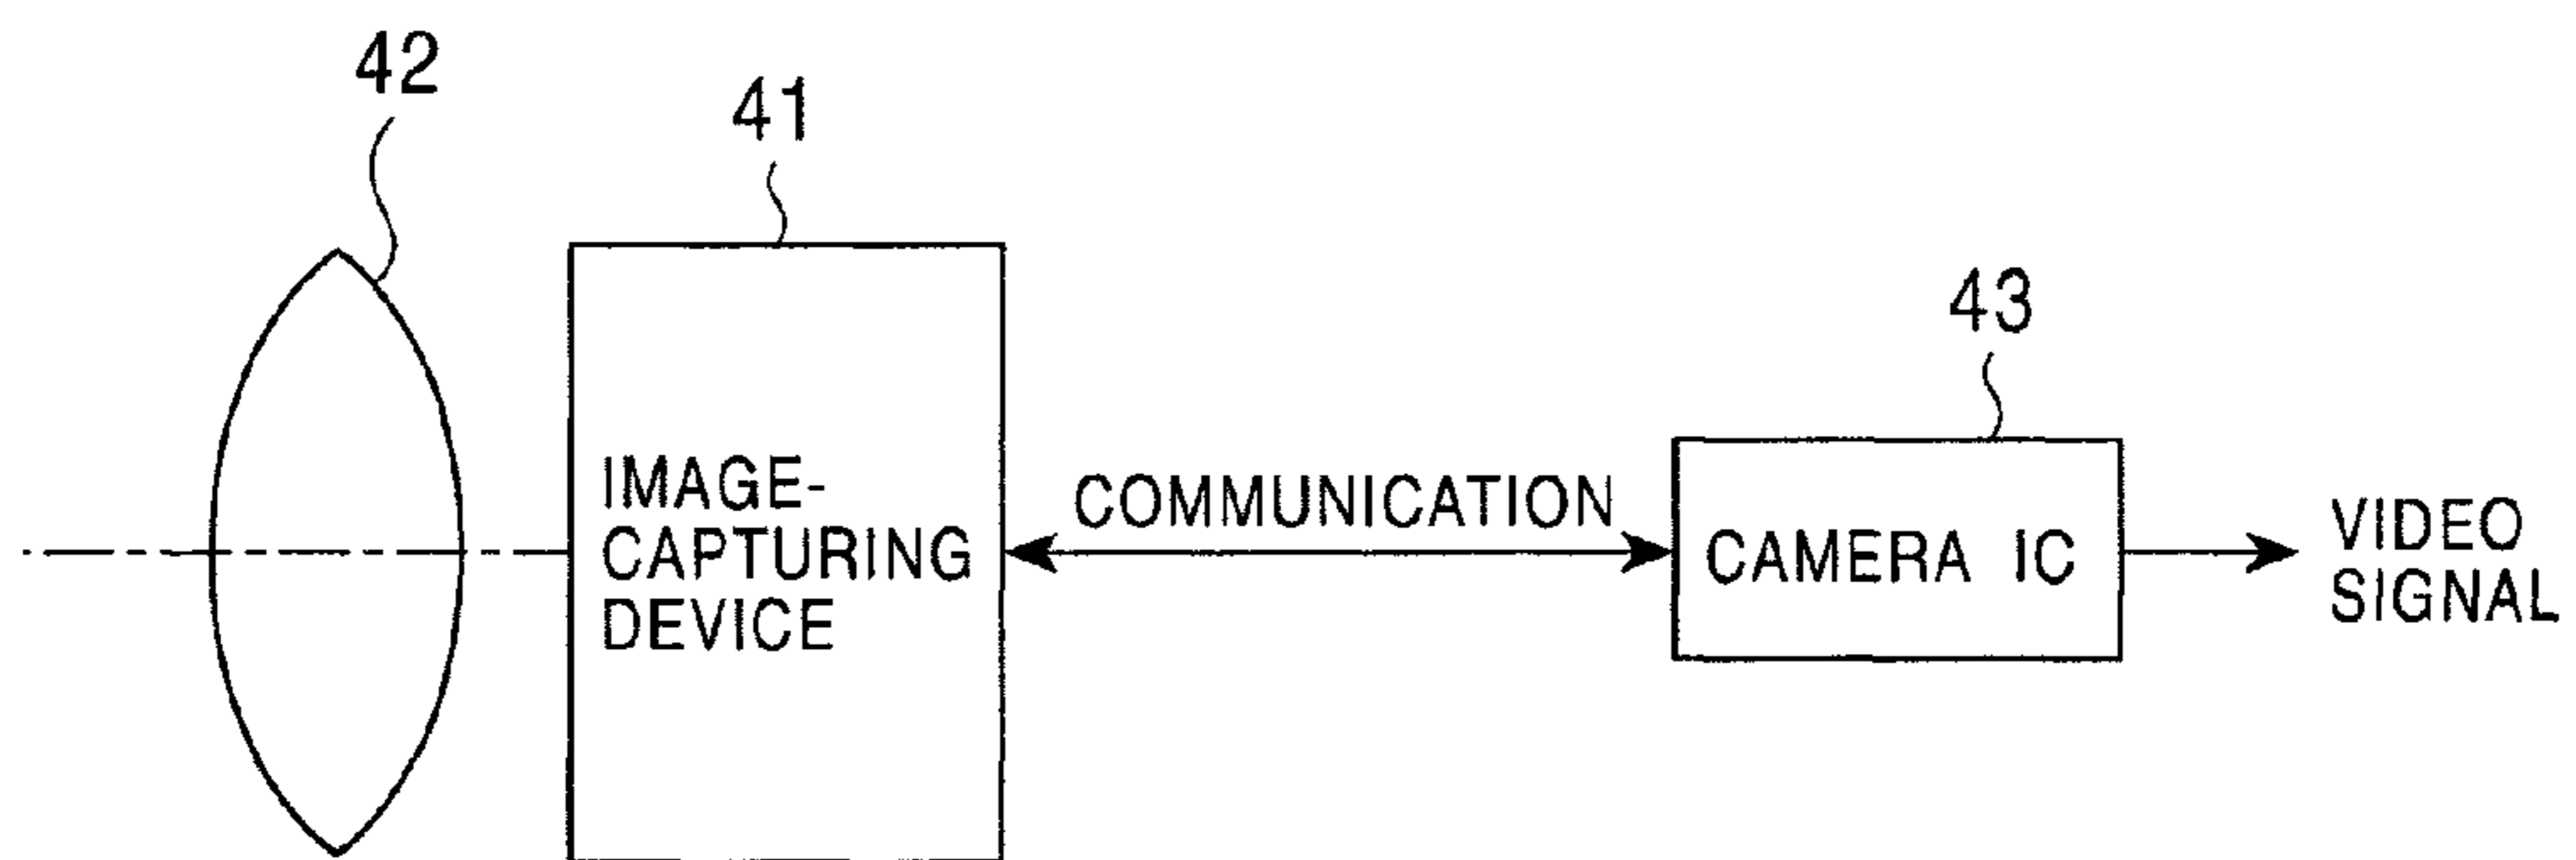 42
41
43
IMAGE-
CAPTURING
DEVICE
COMMUNICATION
CAMERA IC
VIDEO
SIGNAL